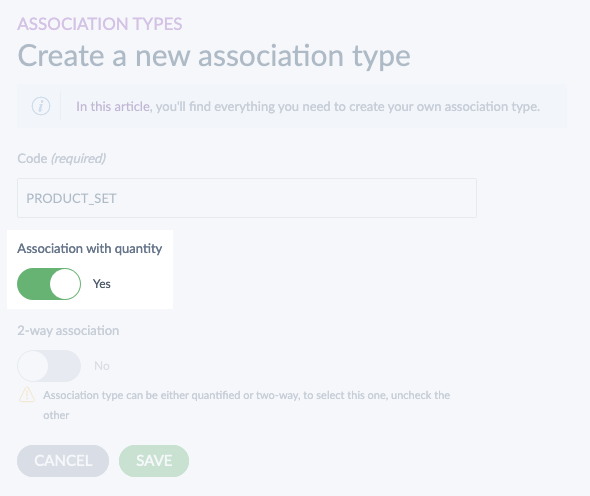 ASSOCIATION TYPES
Create a new association type
In this article, you'll find everything you need to create your own association type.
Code (required)
PRODUCT_SET
Association with quantity
Yes
2-way association
No
Association type can be either quantified or two-way, to select this one, uncheck the
other
CANCEL SAVE